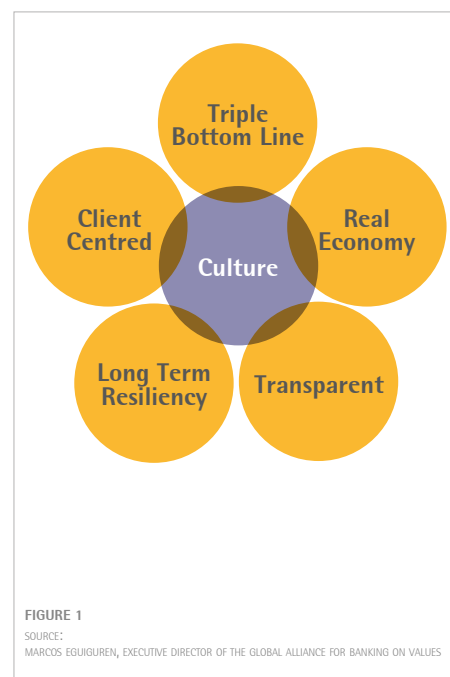 Triple
Bottom Line
Client
Centred
Real
Economy
Culture
Long Term
Resiliency
Transparent
FIGURE 1
SOURCE:
MARCOS EGUIGUREN, EXECUTIVE DIRECTOR OF THE GLOBAL ALLIANCE FOR BANKING ON VALUES